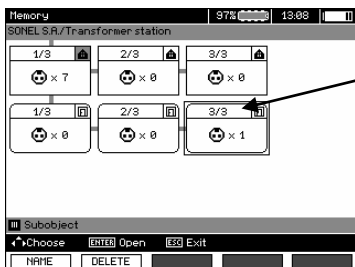 Memory 97% 13:08
SONEL S.A./Transformer station
1/3 2/3 3/3
× 7 × 0 × 0
1/3 2/3 3/3
× 0 × 0 × 1
Subobject
Choose ENTER Open ESC Exit
NAME DELETE